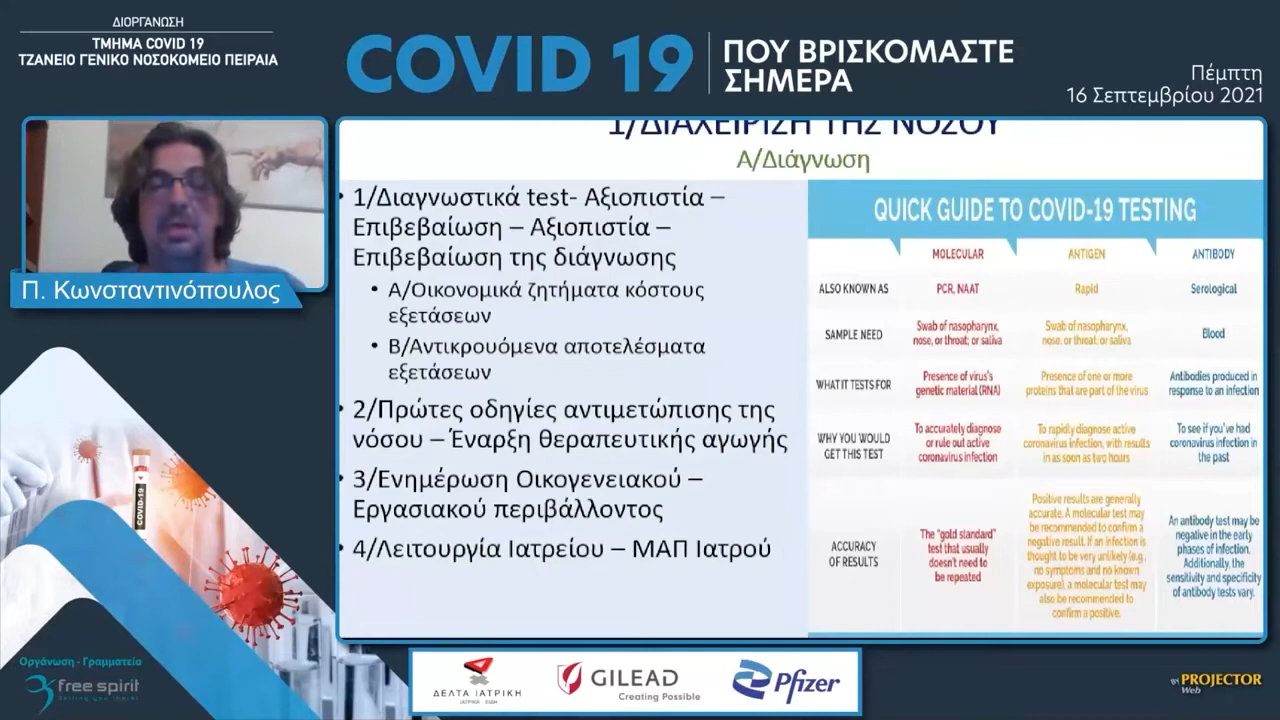 ΔΙΟΡΓΑΝΩΣΗ
ΤΜΗΜΑ COVID 19
ΤΖΑΝΕΙΟ ΓΕΝΙΚΟ ΝΟΣΟΚΟΜΕΙΟ ΠΕΙΡΑΙΑ
COVID 19
ΠΟΥ ΒΡΙΣΚΟΜΑΣΤΕ
ΣΗΜΕΡΑ
Πέμπτη
16 Σεπτεμβρίου 2021
Π. Κωνσταντινόπουλος
1/ΔΙΑΧΕΙΡΙΣΗ ΤΗΣ ΝΟΣΟΥ
Α/Διάγνωση
• 1/Διαγνωστικά test- Αξιοπιστία –
Επιβεβαίωση – Αξιοπιστία –
Επιβεβαίωση της διάγνωσης
• Α/Οικονομικά ζητήματα κόστους
εξετάσεων
• Β/Αντικρουόμενα αποτελέσματα
εξετάσεων
• 2/Πρώτες οδηγίες αντιμετώπισης της
νόσου – Έναρξη θεραπευτικής αγωγής
• 3/Ενημέρωση Οικογενειακού –
Εργασιακού περιβάλλοντος
• 4/Λειτουργία Ιατρείου – ΜΑΠ Ιατρού
QUICK GUIDE TO COVID-19 TESTING
MOLECULAR ANTIGEN ANTIBODY
ALSO KNOWN AS PCR, NAAT Rapid Serological
SAMPLE NEED
Swab of nasopharynx,
nose, or throat; or saliva
Swab of nasopharynx,
nose, or throat; or saliva
Blood
WHAT IT TESTS FOR
Presence of virus's
genetic material (RNA)
Presence of one or more
proteins that are part of the virus
Antibodies produced in
response to an infection
WHY YOU WOULD
GET THIS TEST
To accurately diagnose
or rule out active
coronavirus infection
To rapidly diagnose active
coronavirus infection, with results
in as soon as two hours
To see if you've had
coronavirus infection in
the past
ACCURACY
OF RESULTS
The "gold standard"
test that usually
doesn't need to
be repeated
Positive results are generally
accurate. A molecular test may
be recommended to confirm a
negative result. If an infection is
thought to be very unlikely (e.g.,
no symptoms and no known
exposure), a molecular test may
also be recommended to
confirm a positive.
An antibody test may be
negative in the early
phases of infection.
Additionally, the
sensitivity and specificity
of antibody tests vary.
COVID-19
Οργάνωση - Γραμματεία
free spirit
Getting you there!
ΔΕΛΤΑ ΙΑΤΡΙΚΗ
ΙΑΤΡΙΚΑ ΕΙΔΗ
GILEAD
Creating Possible
Pfizer
PROJECTOR
Web